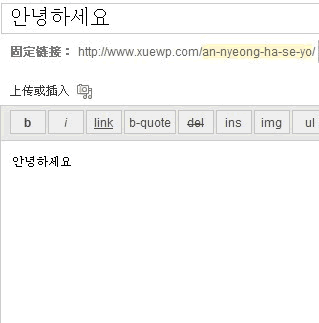 안녕하세요
固定链接： http://www.xuewp.com/an-nyeong-ha-se-yo/
上传或插入
b i link b-quote del ins img ul
안녕하세요